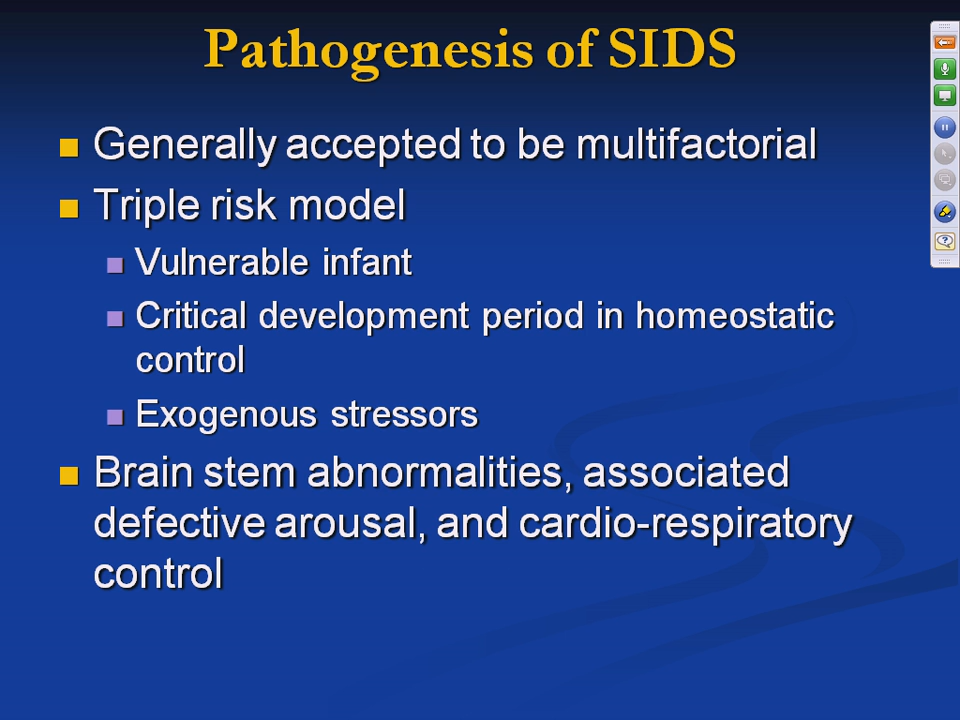 Pathogenesis of SIDS
Generally accepted to be multifactorial
Triple risk model
Vulnerable infant
Critical development period in homeostatic
control
Exogenous stressors
Brain stem abnormalities, associated
defective arousal, and cardio-respiratory
control